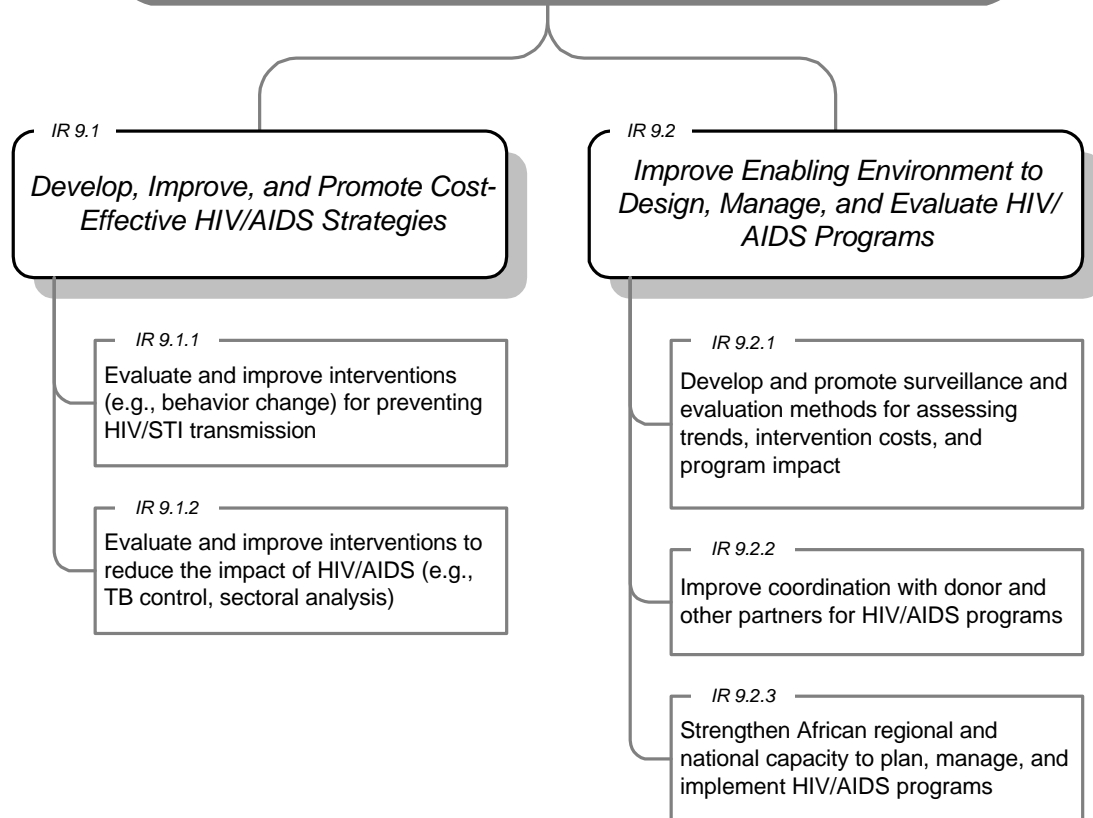 IR 9.1
Develop, Improve, and Promote Cost-
Effective HIV/AIDS Strategies
IR 9.1.1
Evaluate and improve interventions
(e.g., behavior change) for preventing
HIV/STI transmission
IR 9.1.2
Evaluate and improve interventions to
reduce the impact of HIV/AIDS (e.g.,
TB control, sectoral analysis)
IR 9.2
Improve Enabling Environment to
Design, Manage, and Evaluate HIV/
AIDS Programs
IR 9.2.1
Develop and promote surveillance and
evaluation methods for assessing
trends, intervention costs, and
program impact
IR 9.2.2
Improve coordination with donor and
other partners for HIV/AIDS programs
IR 9.2.3
Strengthen African regional and
national capacity to plan, manage, and
implement HIV/AIDS programs